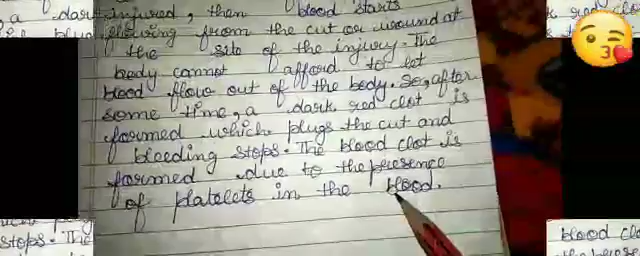 injured, then blood starts
flowing from the cut or wound at
the site of the injury. The
body cannot afford to let
blood flow out of the body. So, after
some time, a dark red clot is
formed which plugs the cut and
bleeding stops. The blood clot is
formed due to the presence
of platelets in the blood.
stops. The
blood clo